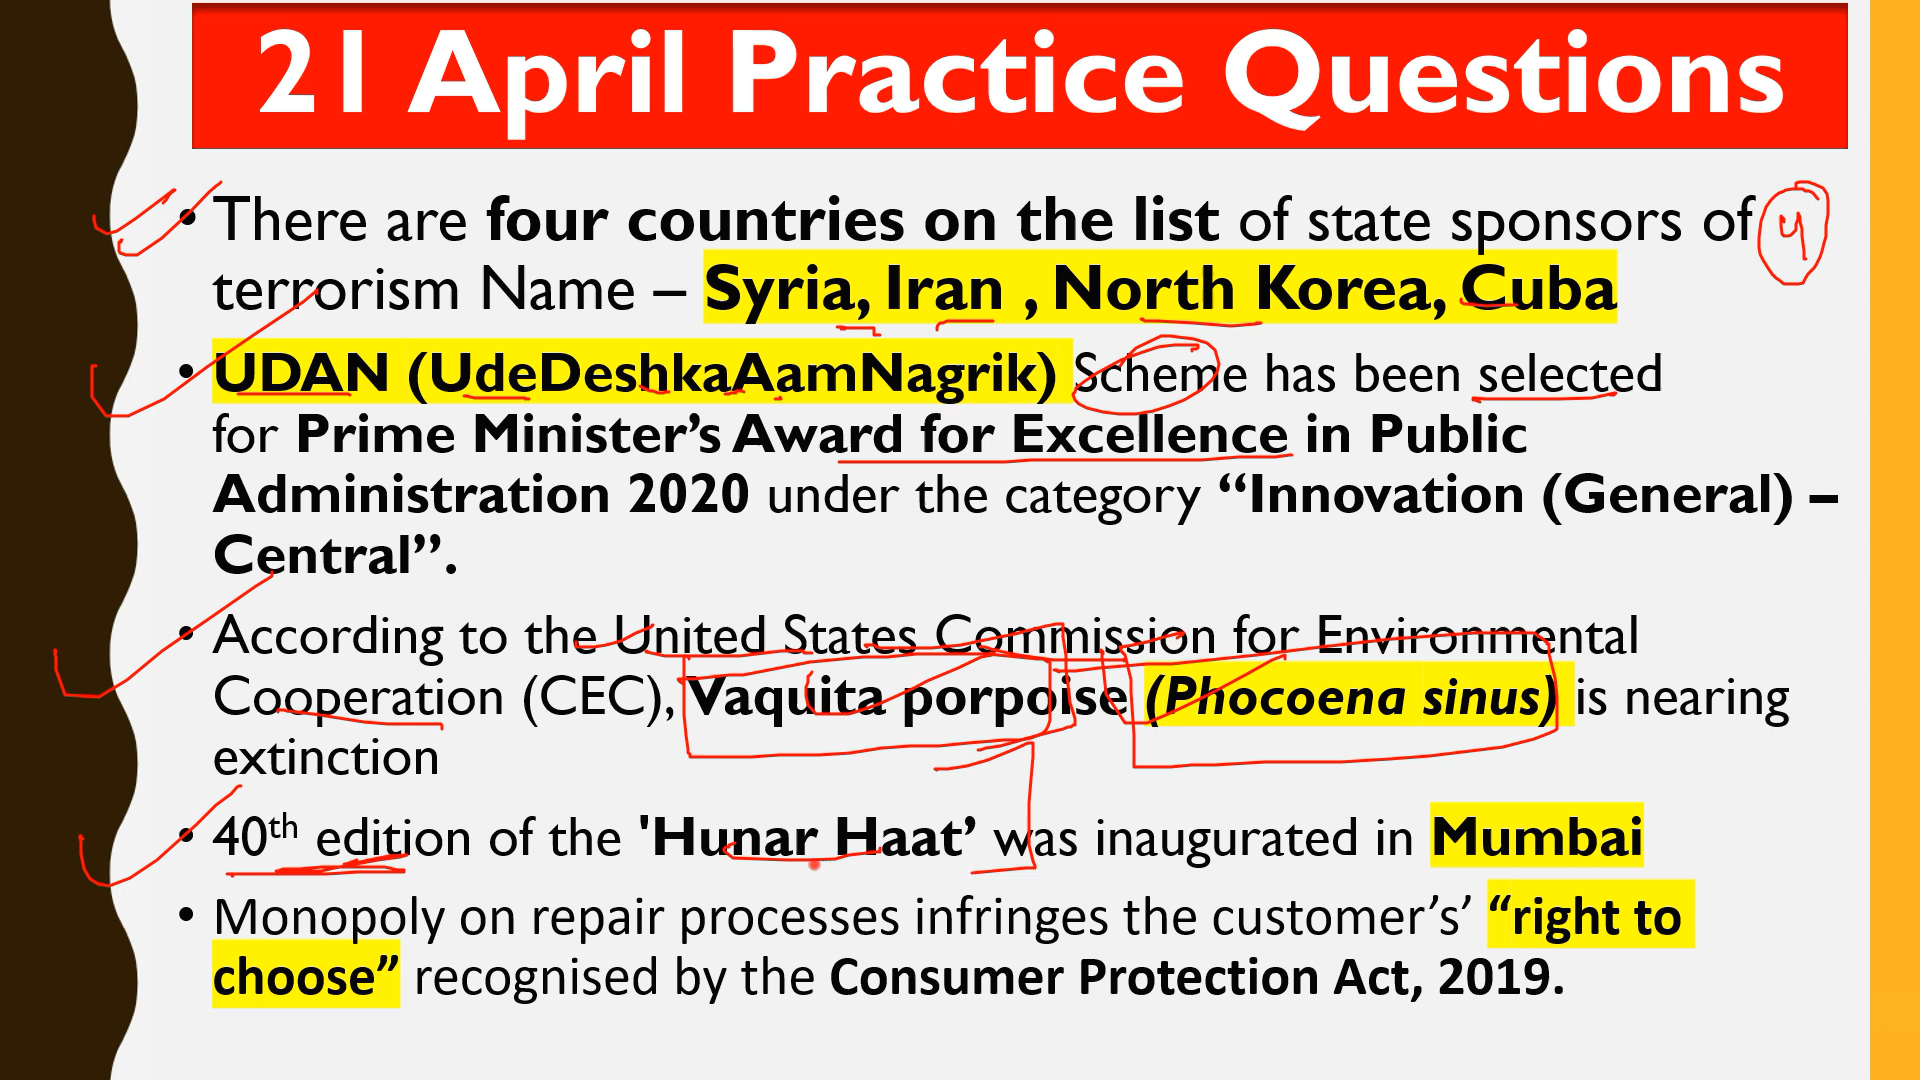 21 April Practice Questions
• There are four countries on the list of state sponsors of 4
terrorism Name – Syria, Iran , North Korea, Cuba
• UDAN (UdeDeshkaAamNagrik) Scheme has been selected
for Prime Minister’s Award for Excellence in Public
Administration 2020 under the category “Innovation (General) –
Central”.
• According to the United States Commission for Environmental
Cooperation (CEC), Vaquita porpoise (Phocoena sinus) is nearing
extinction
• 40th edition of the 'Hunar Haat’ was inaugurated in Mumbai
• Monopoly on repair processes infringes the customer’s’ “right to
choose” recognised by the Consumer Protection Act, 2019.